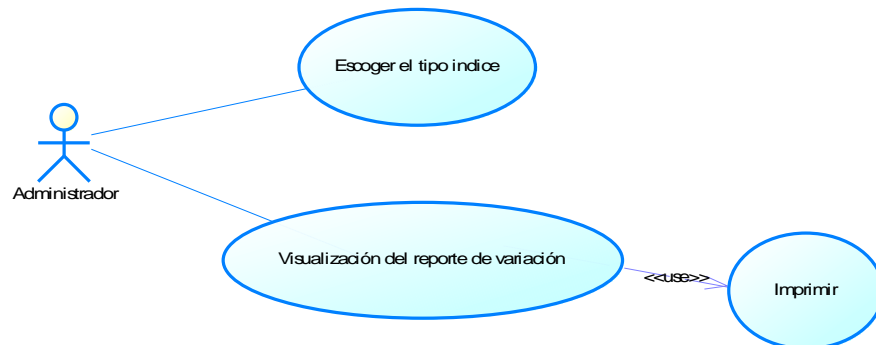 Escoger el tipo indice
Administrador
Visualización del reporte de variación
<<use>>
Imprimir